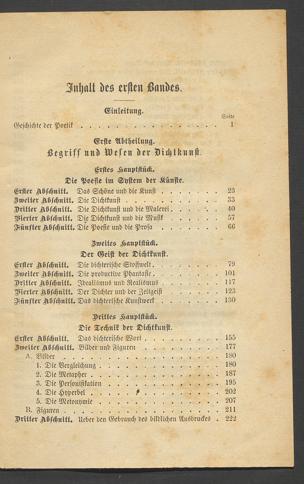 Inhalt des ersten Bandes.
Einleitung.
Seite
Geschichte der Poetik . . . . . . . . . . . . . 1
Erste Abtheilung.
Begriff und Wesen der Dichtkunst.
Erstes Hauptstück.
Die Poesie im System der Künste.
Erster Abschnitt. Das Schöne und die Kunst . . . . . . 23
Zweiter Abschnitt. Die Dichtkunst . . . . . . . . 33
Dritter Abschnitt. Die Dichtkunst und die Malerei . . . . 40
Vierter Abschnitt. Die Dichtkunst und die Musik . . . . 57
Fünfter Abschnitt. Die Poesie und die Prosa . . . . . 66
Zweites Hauptstück.
Der Geist der Dichtkunst.
Erster Abschnitt. Die dichterische Stoffwelt . . . . . . 79
Zweiter Abschnitt. Die productive Phantasie . . . . . 101
Dritter Abschnitt. Idealismus und Realismus . . . . . 117
Vierter Abschnitt. Der Dichter und der Zeitgeist . . . . 123
Fünfter Abschnitt. Das dichterische Kunstwerk . . . . 130
Drittes Hauptstück.
Die Technik der Dichtkunst.
Erster Abschnitt. Das dichterische Wort . . . . . . . 155
Zweiter Abschnitt. Bilder und Figuren . . . . . . . 177
A. Bilder . . . . . . . . . . . . . 180
1. Die Vergleichung . . . . . . . . . . 180
2. Die Metapher . . . . . . . . . . . 187
3. Die Personifikation . . . . . . . . . 195
4. Die Hyperbel . . . . . . . . . . . 202
5. Die Metonymie . . . . . . . . . . 207
B. Figuren . . . . . . . . . . . . . 211
Dritter Abschnitt. Ueber den Gebrauch des bildlichen Ausdruckes . 222